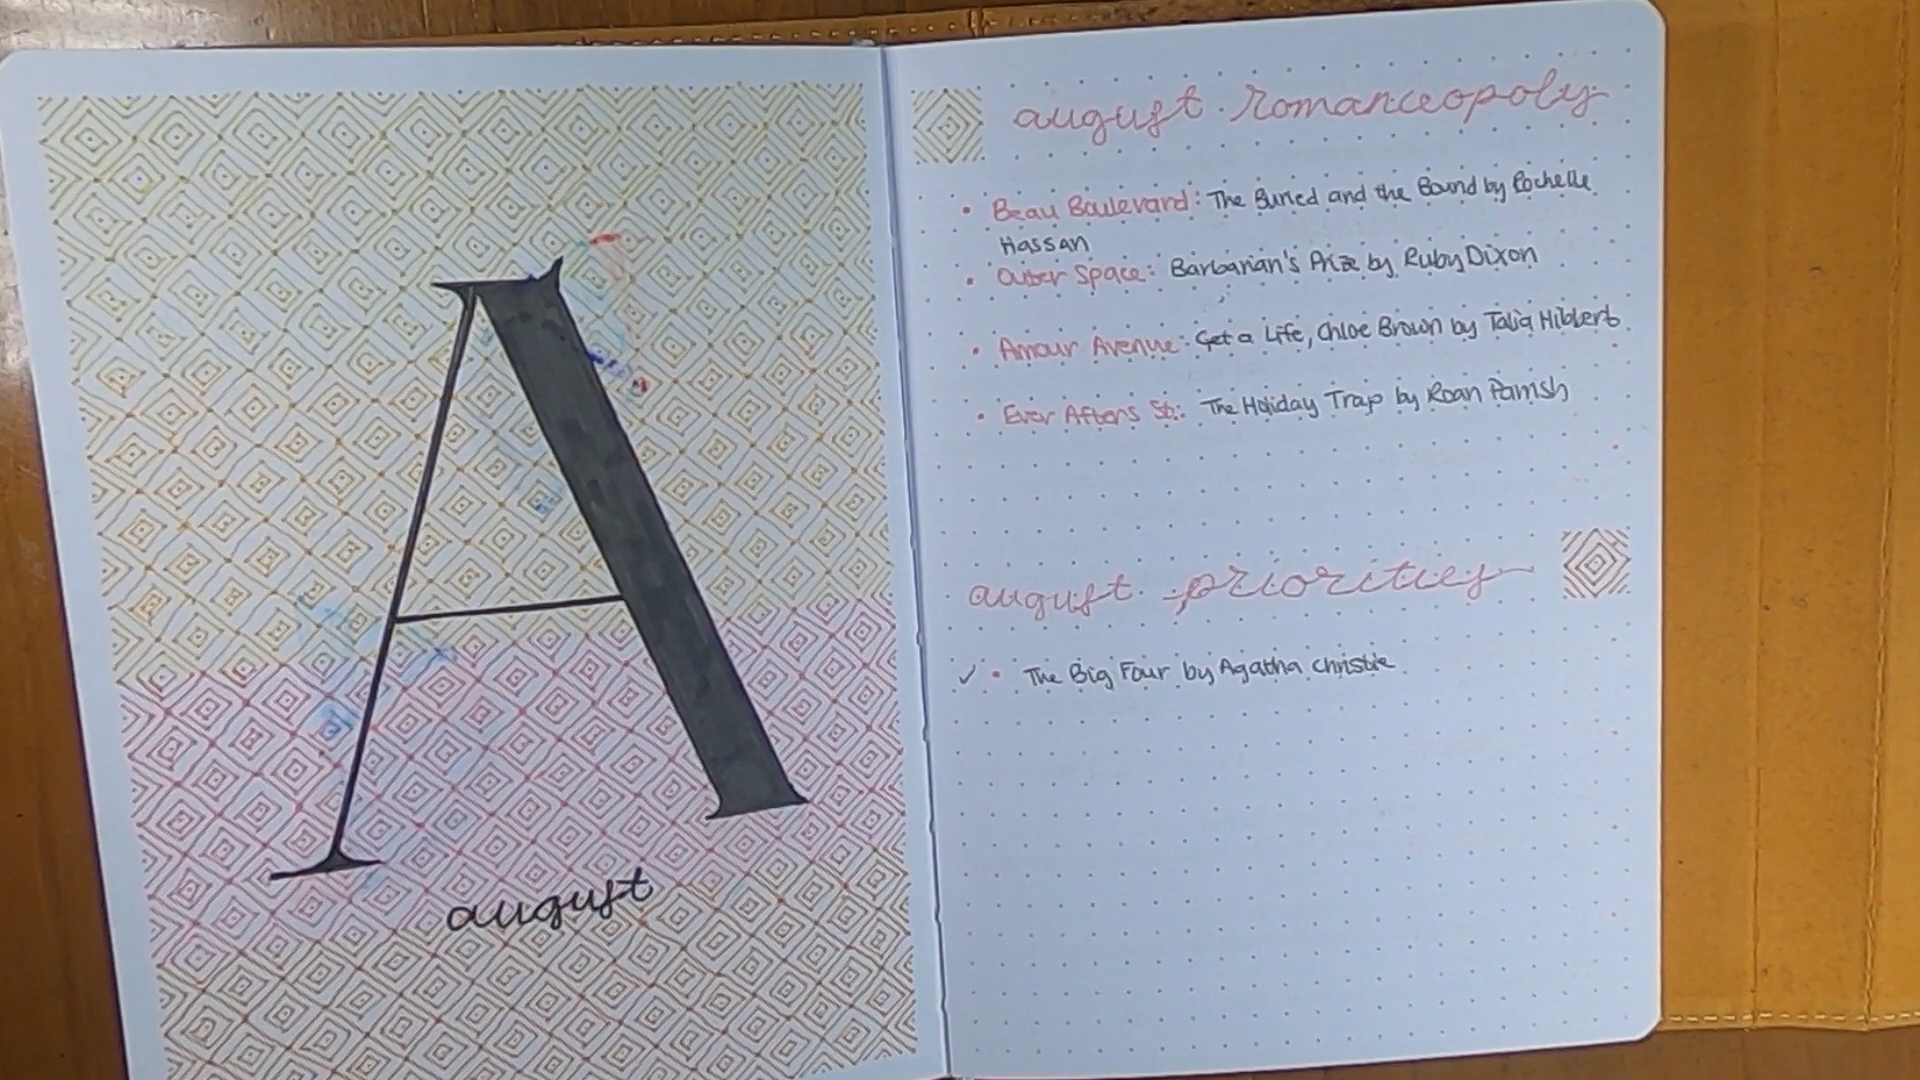 A
august
august romanceopoly
• Beau Boulevard: The Buried and the Bound by Rochelle
Hassan
• Outer Space: Barbarian's Prize by Ruby Dixon
• Amour Avenue: Get a Life, Chloe Brown by Talia Hibbert
• Ever Afters St.: The Holiday Trap by Roan Parrish
august priorities
✓ • The Big Four by Agatha Christie